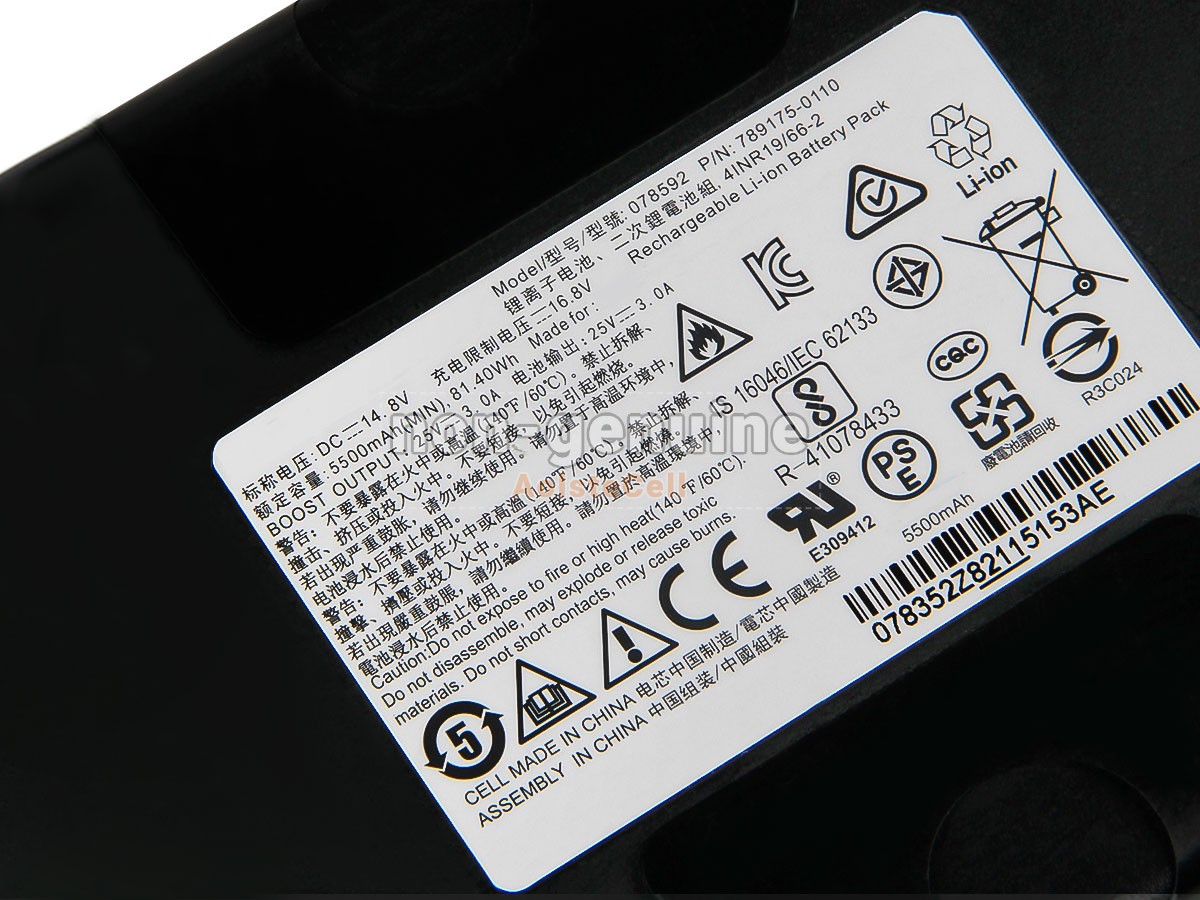 Model/型号/型號: 078592 P/N: 789175-0110
锂离子电池、二次鋰電池組, 4INR19/66-2
Rechargeable Li-ion Battery Pack
标称电压: DC⎓14.8V 充电限制电压⎓16.8V
额定容量: 5500mAh(MIN), 81.40Wh Made for:
BOOST OUTPUT: 3.0A 电池输出: 25V⎓3.0A
警告: 不要暴露在火中或高温(140°F/60°C)。禁止拆解、
撞击、挤压或投入火中。不要短接，以免引起燃烧。
若出现严重鼓胀，请勿继续使用。请勿置于高温环境中，
电池浸水后禁止使用。
警告: 不要暴露在火中或高温(140°F/60°C)。禁止拆解、
撞擊、擠壓或投入火中。不要短接，以免引起燃燒。
若出現嚴重鼓脹，請勿繼續使用。請勿置于高溫環境中，
電池浸水后禁止使用。
Caution:Do not expose to fire or high heat(140°F/60°C).
Do not disassemble, may explode or release toxic
materials. Do not short contacts, may cause burns.
IS 16046/IEC 62133
R-41078433
Li-ion
CQC
R3C024
廢電池請回收
PS
E
®
E309412
CE
5
5500mAh
078352Z82115153AE
CELL MADE IN CHINA 电芯中国制造/電芯中國製造
ASSEMBLY IN CHINA 中国组装/中國組裝
non-genuine